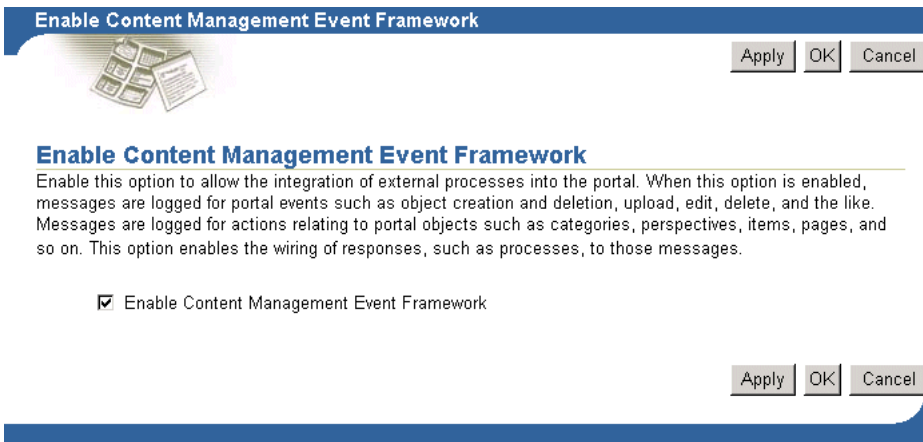 Enable Content Management Event Framework
Apply OK Cancel
Enable Content Management Event Framework
Enable this option to allow the integration of external processes into the portal. When this option is enabled,
messages are logged for portal events such as object creation and deletion, upload, edit, delete, and the like.
Messages are logged for actions relating to portal objects such as categories, perspectives, items, pages, and
so on. This option enables the wiring of responses, such as processes, to those messages.
Enable Content Management Event Framework
Apply OK Cancel